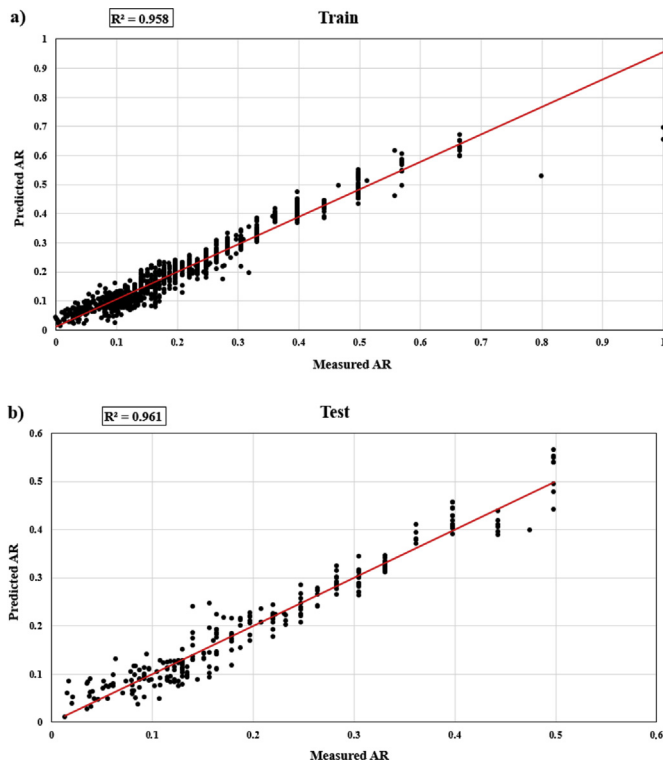 a)
R² = 0.958
Train
1
0.9
0.8
0.7
0.6
0.5
0.4
0.3
0.2
0.1
0
Predicted AR
0 0.1 0.2 0.3 0.4 0.5 0.6 0.7 0.8 0.9 1
Measured AR
b)
R² = 0.961
Test
0.6
0.5
0.4
0.3
0.2
0.1
0
Predicted AR
0 0.1 0.2 0.3 0.4 0.5 0.6
Measured AR